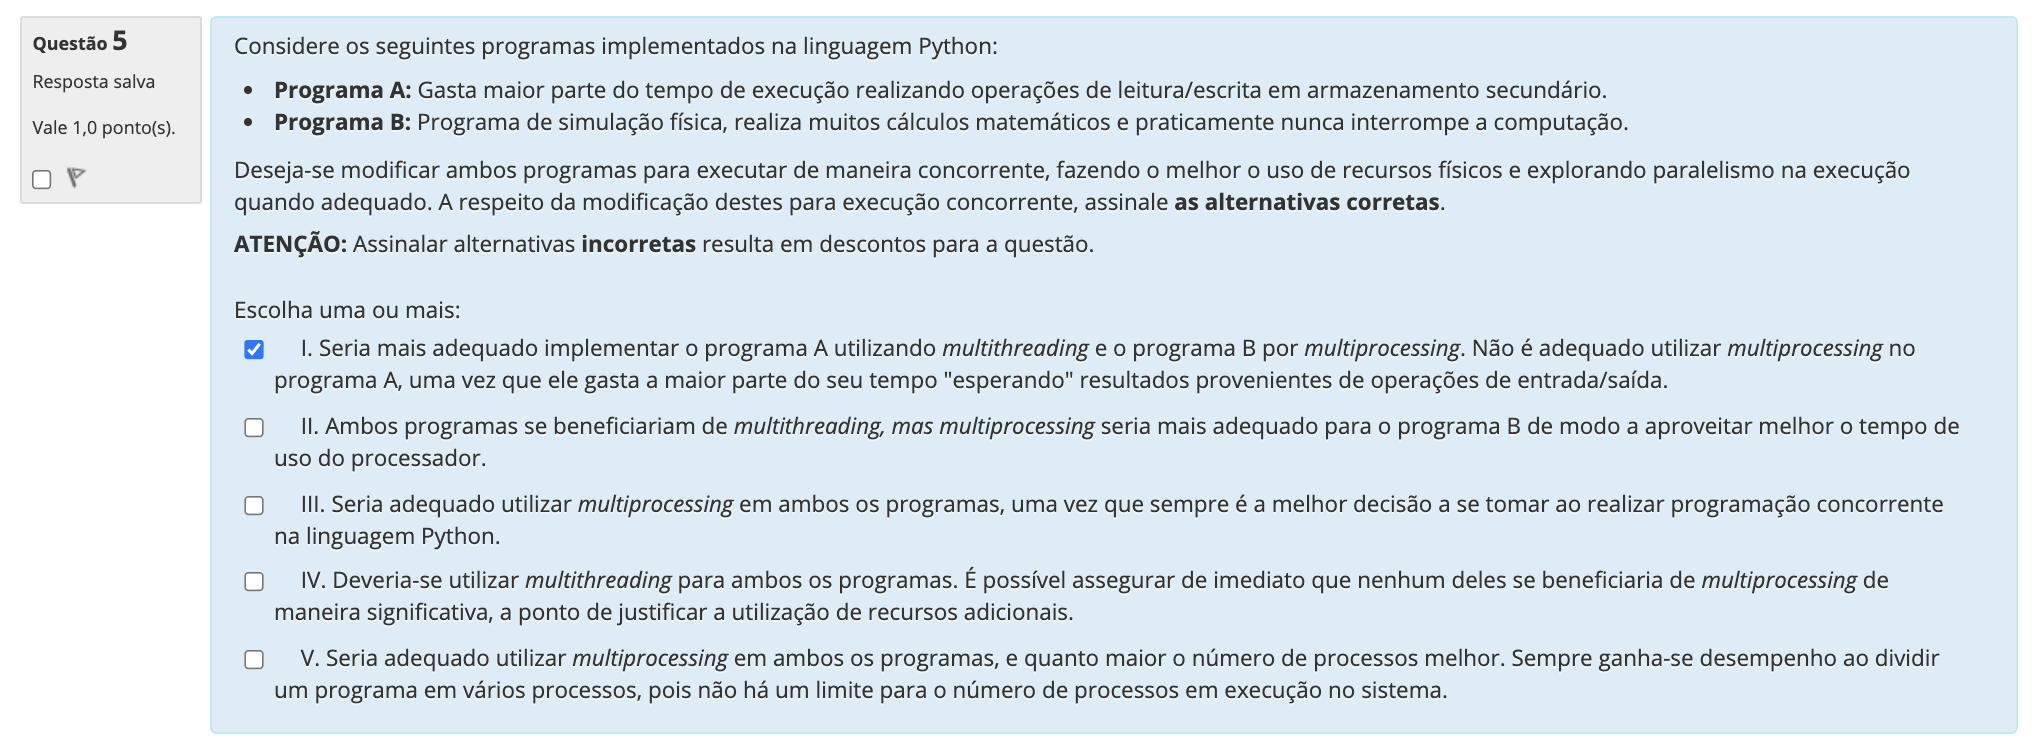 Questão 5
Resposta salva
Vale 1,0 ponto(s).
Considere os seguintes programas implementados na linguagem Python:
• Programa A: Gasta maior parte do tempo de execução realizando operações de leitura/escrita em armazenamento secundário.
• Programa B: Programa de simulação física, realiza muitos cálculos matemáticos e praticamente nunca interrompe a computação.
Deseja-se modificar ambos programas para executar de maneira concorrente, fazendo o melhor o uso de recursos físicos e explorando paralelismo na execução
quando adequado. A respeito da modificação destes para execução concorrente, assinale as alternativas corretas.
ATENÇÃO: Assinalar alternativas incorretas resulta em descontos para a questão.
Escolha uma ou mais:
I. Seria mais adequado implementar o programa A utilizando multithreading e o programa B por multiprocessing. Não é adequado utilizar multiprocessing no
programa A, uma vez que ele gasta a maior parte do seu tempo "esperando" resultados provenientes de operações de entrada/saída.
II. Ambos programas se beneficiariam de multithreading, mas multiprocessing seria mais adequado para o programa B de modo a aproveitar melhor o tempo de
uso do processador.
III. Seria adequado utilizar multiprocessing em ambos os programas, uma vez que sempre é a melhor decisão a se tomar ao realizar programação concorrente
na linguagem Python.
IV. Deveria-se utilizar multithreading para ambos os programas. É possível assegurar de imediato que nenhum deles se beneficiaria de multiprocessing de
maneira significativa, a ponto de justificar a utilização de recursos adicionais.
V. Seria adequado utilizar multiprocessing em ambos os programas, e quanto maior o número de processos melhor. Sempre ganha-se desempenho ao dividir
um programa em vários processos, pois não há um limite para o número de processos em execução no sistema.